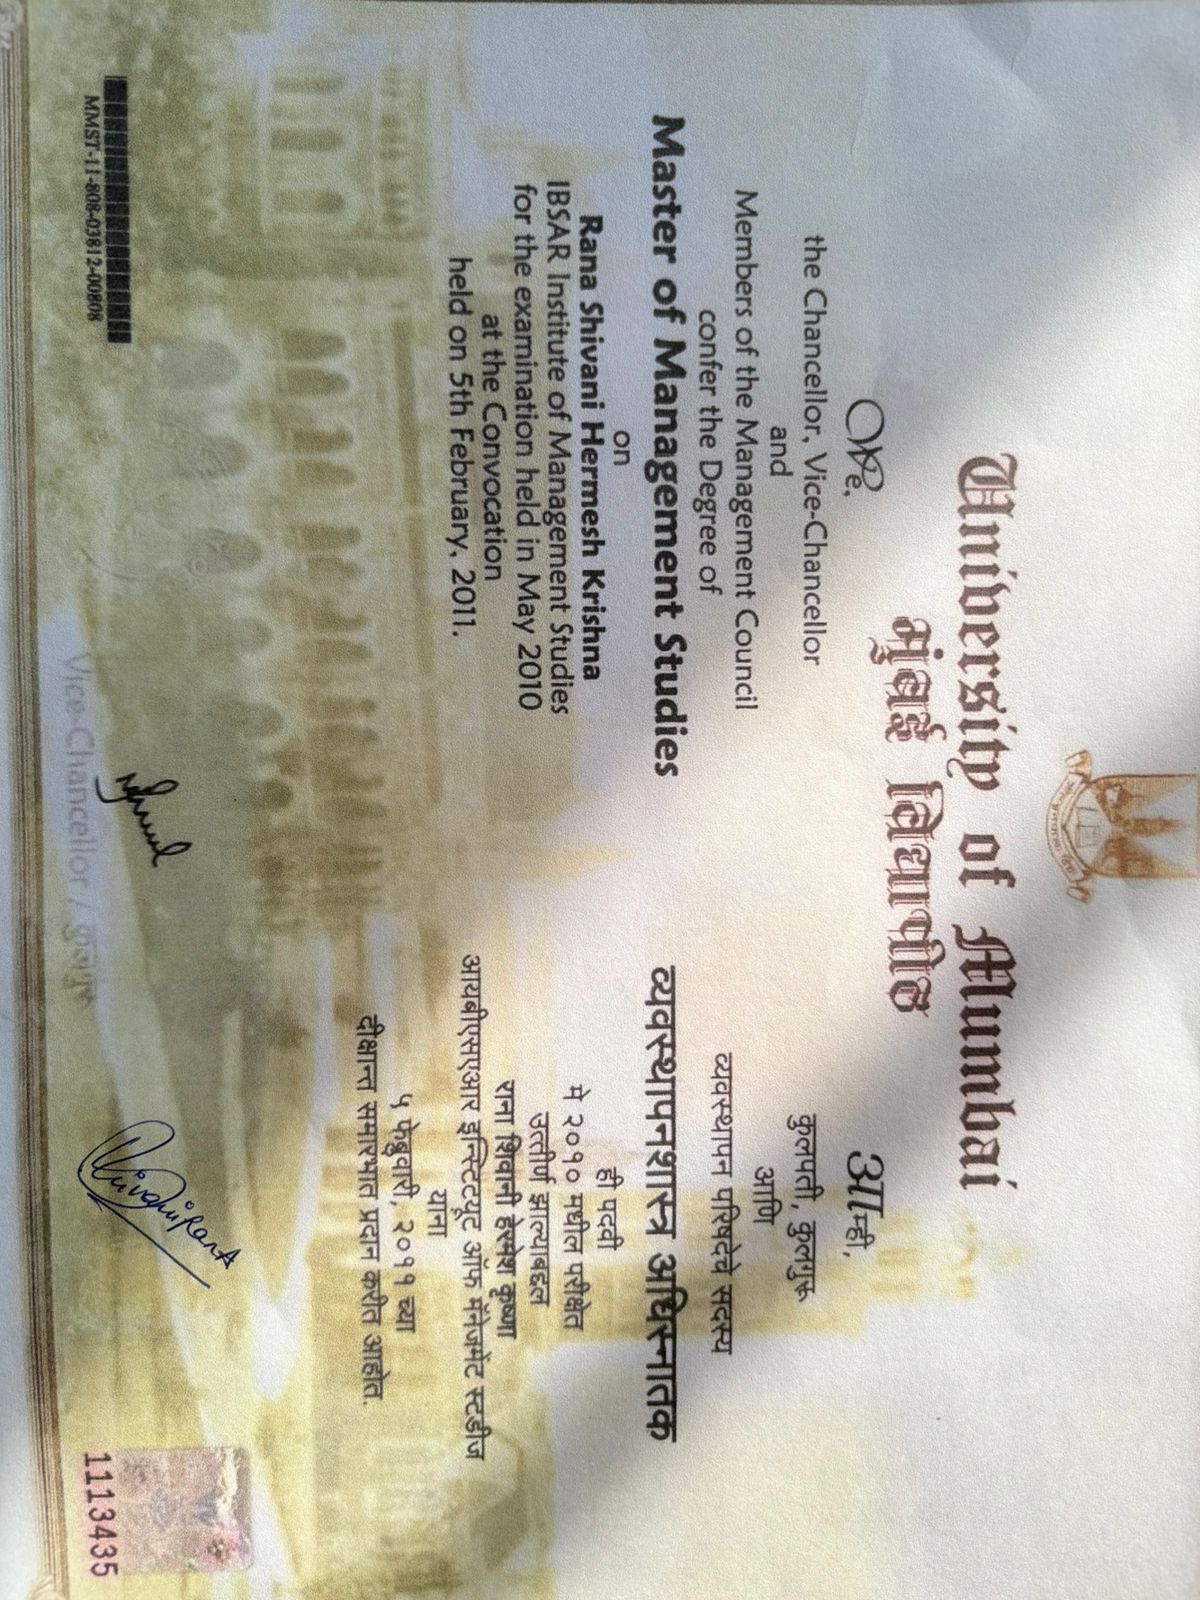 University of Mumbai
मुंबई विद्यापीठ
We,
the Chancellor, Vice-Chancellor
and
Members of the Management Council
confer the Degree of
Master of Management Studies
on
Rana Shivani Hermesh Krishna
IBSAR Institute of Management Studies
for the examination held in May 2010
at the Convocation
held on 5th February, 2011.
आम्ही,
कुलपती, कुलगुरू
आणि
व्यवस्थापन परिषदेचे सदस्य
व्यवस्थापनशास्त्र अधिस्नातक
ही पदवी
मे २०१० मधील परीक्षेत
उत्तीर्ण झाल्याबद्दल
राना शिवानी हेरमेश कृष्णा
आयबीएसएआर इन्स्टिट्यूट ऑफ मॅनेजमेंट स्टडीज
याना
५ फेब्रुवारी, २०११ च्या
दीक्षान्त समारंभात प्रदान करीत आहोत.
MMST-11-808-03812-00808
Vice-Chancellor / कुलगुरू
ShivaniRana
1113435